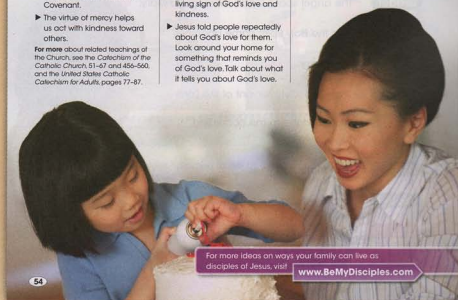 Covenant.
▶ The virtue of mercy helps
us act with kindness toward
others.
For more about related teachings of
the Church, see the Catechism of the
Catholic Church, 51–67 and 456–560,
and the United States Catholic
Catechism for Adults, pages 77–87.
living sign of God's love and
kindness.
▶ Jesus told people repeatedly
about God's love for them.
Look around your home for
something that reminds you
of God's love. Talk about what
it tells you about God's love.
For more ideas on ways your family can live as
disciples of Jesus, visit www.BeMyDisciples.com
54